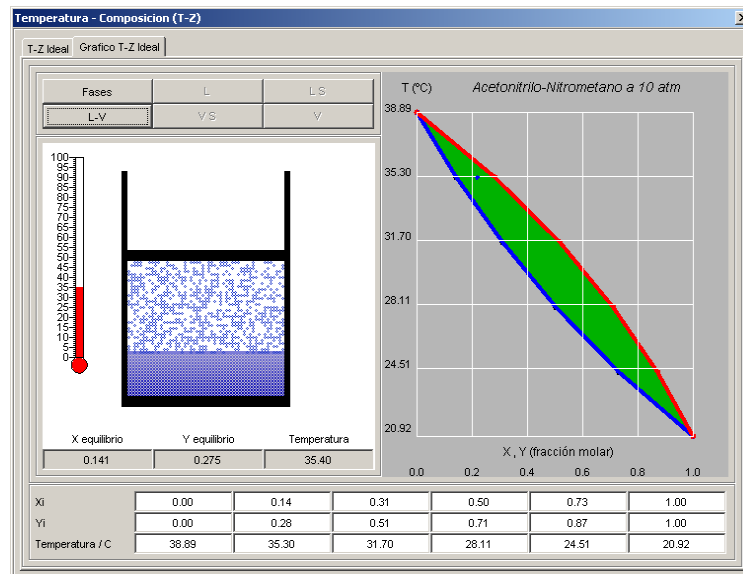 Temperatura - Composicion (T-Z)
T-Z Ideal Grafico T-Z Ideal
Fases L L S
L-V V S V
100
95
90
85
80
75
70
65
60
55
50
45
40
35
30
25
20
15
10
5
0
X equilibrio Y equilibrio Temperatura
0.141 0.275 35.40
T (ºC) Acetonitrilo-Nitrometano a 10 atm
38.89
35.30
31.70
28.11
24.51
20.92
X , Y (fracción molar)
0.0 0.2 0.4 0.6 0.8 1.0
Xi 0.00 0.14 0.31 0.50 0.73 1.00
Yi 0.00 0.28 0.51 0.71 0.87 1.00
Temperatura / C 38.89 35.30 31.70 28.11 24.51 20.92